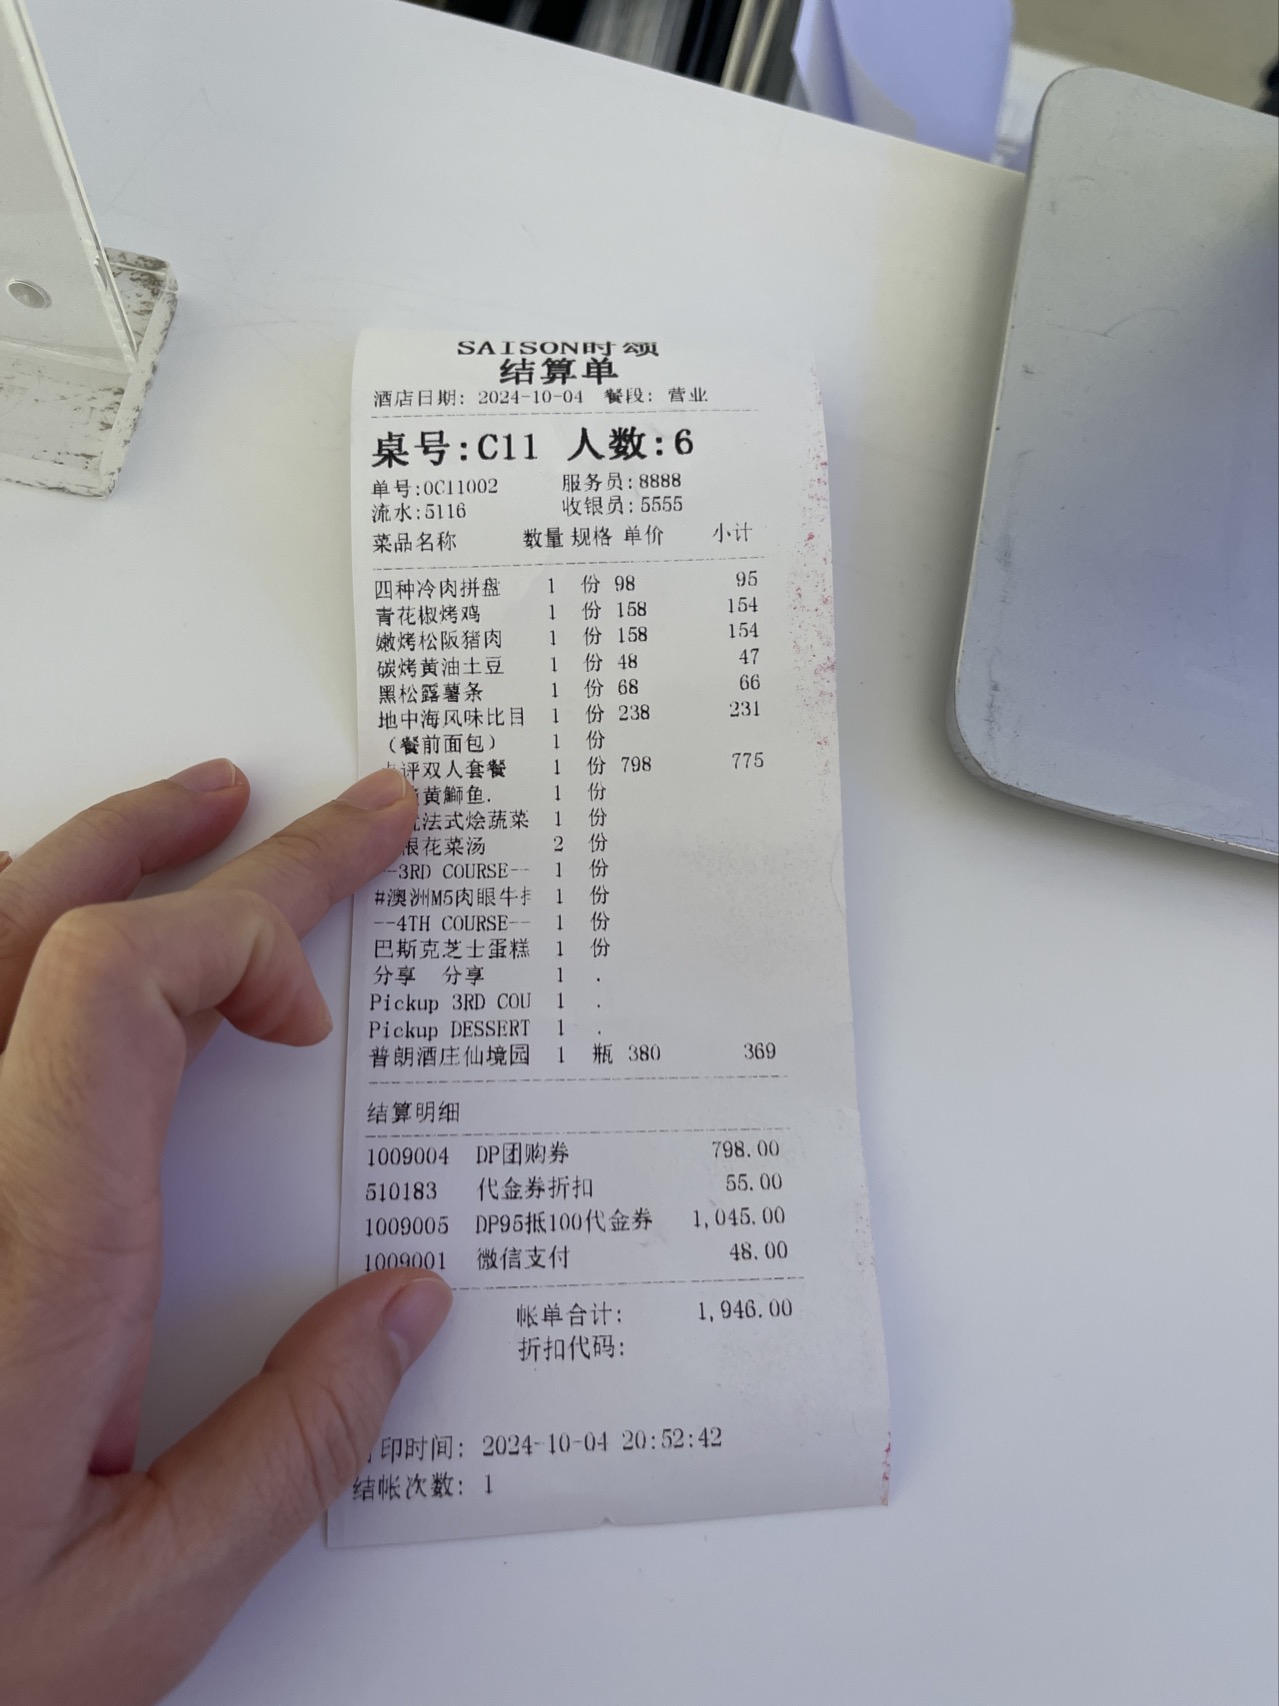 SAISON时颂
结算单
酒店日期: 2024-10-04 餐段: 营业
桌号:C11 人数:6
单号:0C11002 服务员:8888
流水:5116 收银员:5555
菜品名称 数量 规格 单价 小计
四种冷肉拼盘 1 份 98 95
青花椒烤鸡 1 份 158 154
嫩烤松阪猪肉 1 份 158 154
碳烤黄油土豆 1 份 48 47
黑松露薯条 1 份 68 66
地中海风味比目 1 份 238 231
(餐前面包) 1 份
评双人套餐 1 份 798 775
黄鰤鱼. 1 份
法式烩蔬菜 1 份
花菜汤 2 份
--3RD COURSE-- 1 份
#澳洲M5肉眼牛 1 份
--4TH COURSE-- 1 份
巴斯克芝士蛋糕 1 份
分享 分享 1 .
Pickup 3RD COU 1 .
Pickup DESSERT 1 .
普朗酒庄仙境园 1 瓶 380 369
结算明细
1009004 DP团购券 798.00
510183 代金券折扣 55.00
1009005 DP95抵100代金券 1,045.00
1009001 微信支付 48.00
帐单合计: 1,946.00
折扣代码:
印时间: 2024-10-04 20:52:42
结帐次数: 1